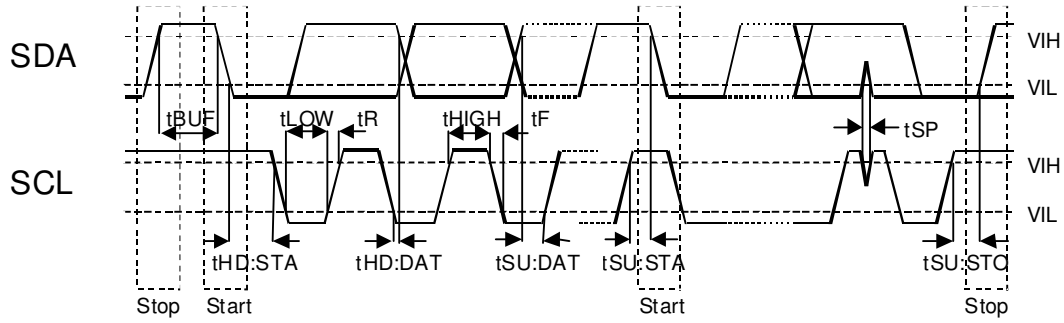 SDA
VIH
VIL
tBUF
tLOW
tR
tHIGH
tF
tSP
SCL
VIH
VIL
tHD:STA
tHD:DAT
tSU:DAT
tSU:STA
tSU:STO
Stop
Start
Start
Stop